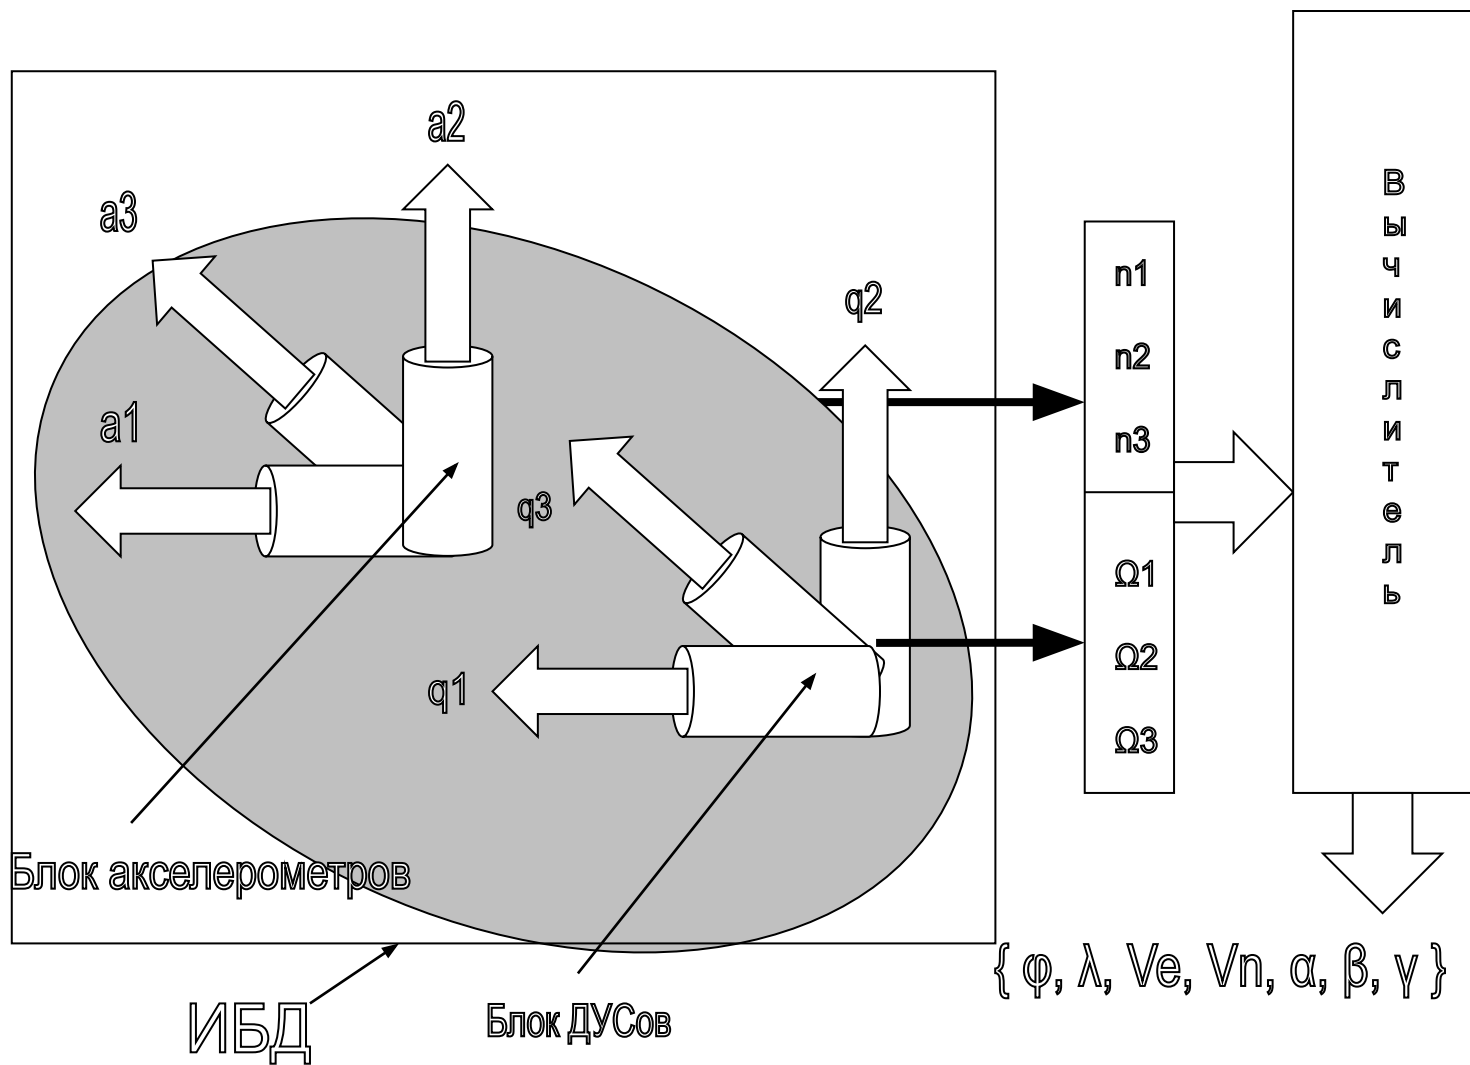 a2
a3
a1
q2
q3
q1
n1
n2
n3
Ω1
Ω2
Ω3
Вычислитель
Блок акселерометров
ИБД
Блок ДУСов
{ φ, λ, Ve, Vn, α, β, γ }